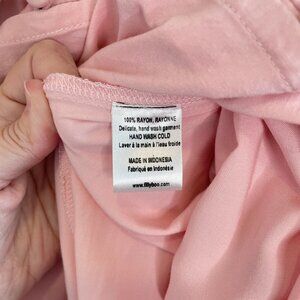 100% RAYON, RAYONNE
Delicate, hand wash garment
HAND WASH COLD
Laver à la main à l'eau froide
MADE IN INDONESIA
Fabriqué en Indonésie
www.fillyboo.com